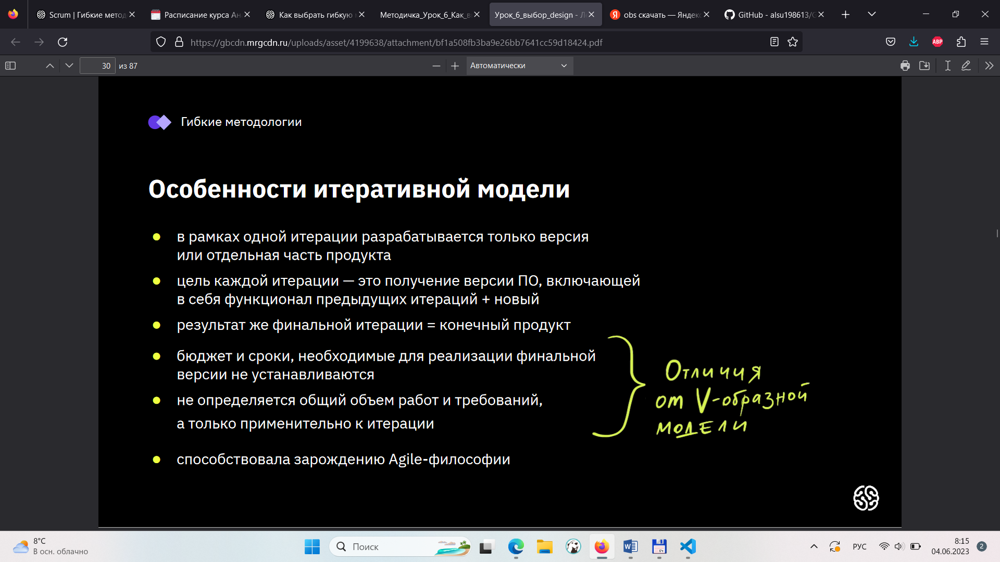 Scrum | Гибкие метод
Расписание курса Ан
Как выбрать гибкую
Методичка_Урок_6_Как_в
Урок_6_выбор_design - Л
obs скачать — Яндекс
GitHub - alsu198613/G
https://gbcdn.mrgcdn.ru/uploads/asset/4199638/attachment/bf1a508fb3ba9e26bb7641cc59d18424.pdf
ABP
30 из 87
Автоматически
Гибкие методологии
Особенности итеративной модели
● в рамках одной итерации разрабатывается только версия
или отдельная часть продукта
● цель каждой итерации — это получение версии ПО, включающей
в себя функционал предыдущих итераций + новый
● результат же финальной итерации = конечный продукт
● бюджет и сроки, необходимые для реализации финальной
версии не устанавливаются
● не определяется общий объем работ и требований,
а только применительно к итерации
● способствовала зарождению Agile-философии
Отличия
от V-образной
модели
8°C
В осн. облачно
Поиск
РУС
8:15
04.06.2023
2